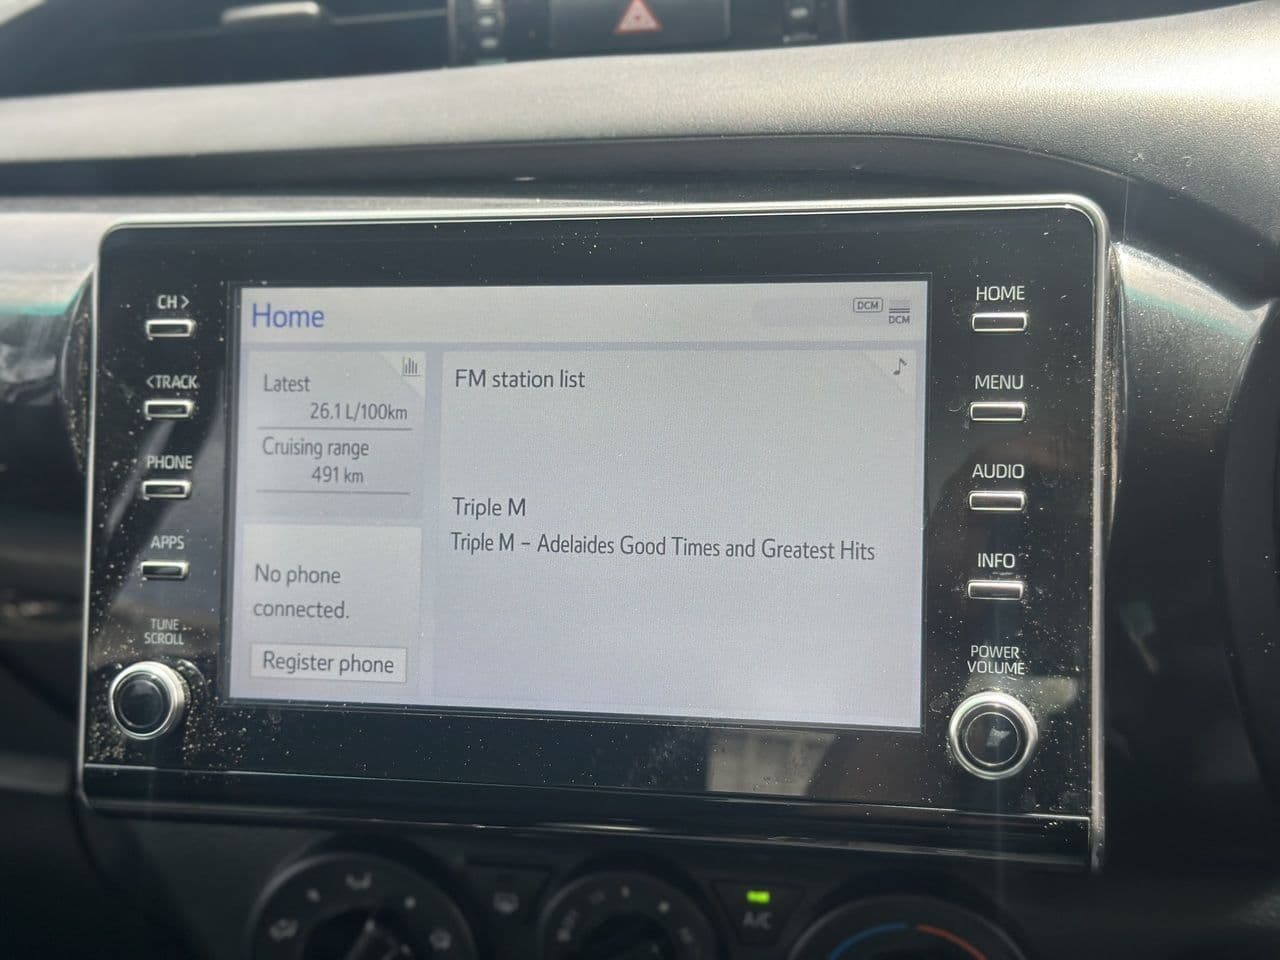 CH >
<TRACK
PHONE
APPS
TUNE
SCROLL
Home
DCM
DCM
Latest
26.1 L/100km
Cruising range
491 km
No phone
connected.
Register phone
FM station list
Triple M
Triple M – Adelaides Good Times and Greatest Hits
HOME
MENU
AUDIO
INFO
POWER
VOLUME
A/C